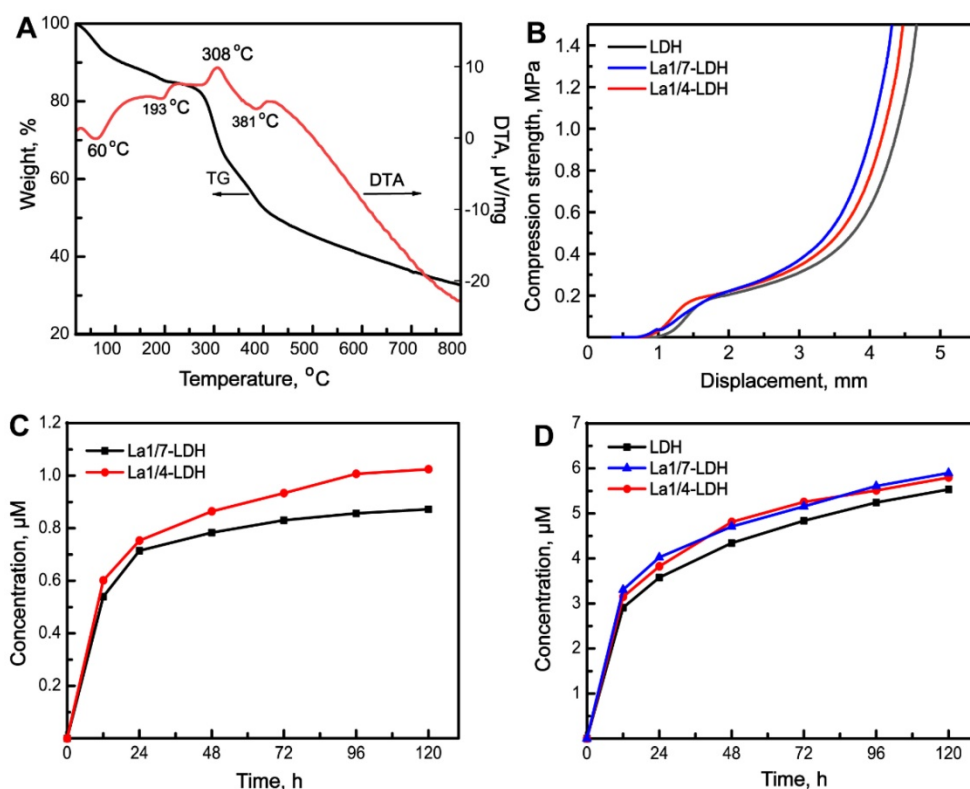 A
100
80
60
40
20
Weight, %
308 °C
193 °C
60 °C
381 °C
TG
DTA
10
0
-10
-20
DTA, µV/mg
100 200 300 400 500 600 700 800
Temperature, °C
B
LDH
La1/7-LDH
La1/4-LDH
1.4
1.2
1.0
0.8
0.6
0.4
0.2
Compression strength, MPa
0 1 2 3 4 5
Displacement, mm
C
La1/7-LDH
La1/4-LDH
1.2
1.0
0.8
0.6
0.4
0.2
Concentration, µM
0 24 48 72 96 120
Time, h
D
LDH
La1/7-LDH
La1/4-LDH
7
6
5
4
3
2
1
Concentration, µM
0 24 48 72 96 120
Time, h